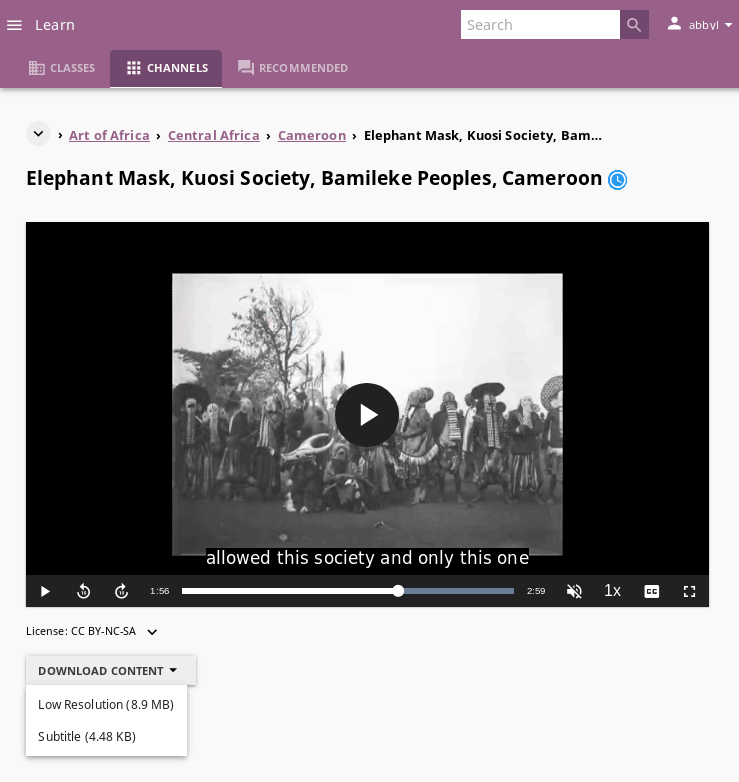 Learn
Search
abbyl
CLASSES
CHANNELS
RECOMMENDED
› Art of Africa › Central Africa › Cameroon › Elephant Mask, Kuosi Society, Bam...
Elephant Mask, Kuosi Society, Bamileke Peoples, Cameroon
allowed this society and only this one
1:56
2:59
1x
CC
License: CC BY-NC-SA
DOWNLOAD CONTENT
Low Resolution (8.9 MB)
Subtitle (4.48 KB)